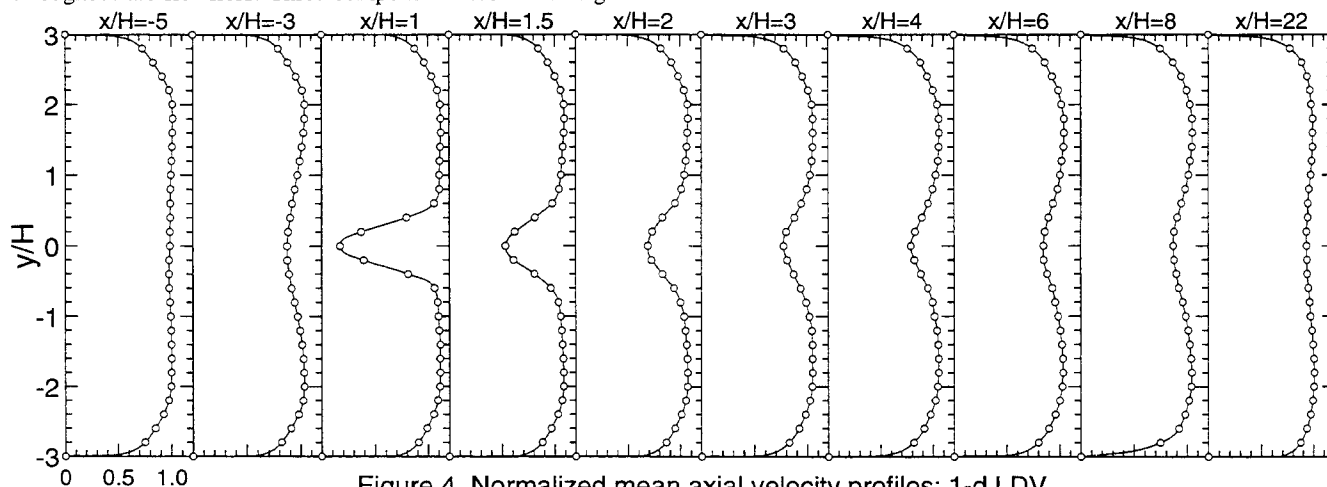 x/H=-5 x/H=-3 x/H=1 x/H=1.5 x/H=2 x/H=3 x/H=4 x/H=6 x/H=8 x/H=22
3
2
1
y/H
0
-1
-2
-3
0 0.5 1.0
Figure 4. Normalized mean axial velocity profiles: 1-d LDV